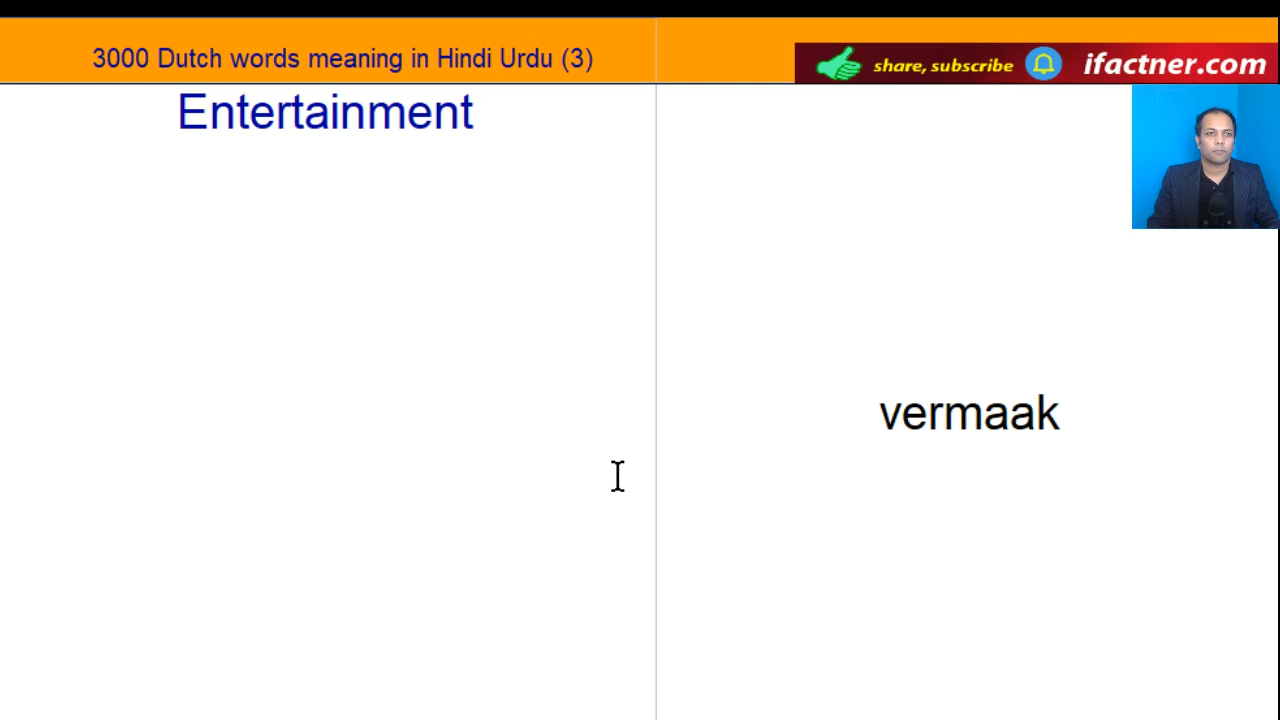 3000 Dutch words meaning in Hindi Urdu (3)
share, subscribe
ifactner.com
Entertainment
vermaak